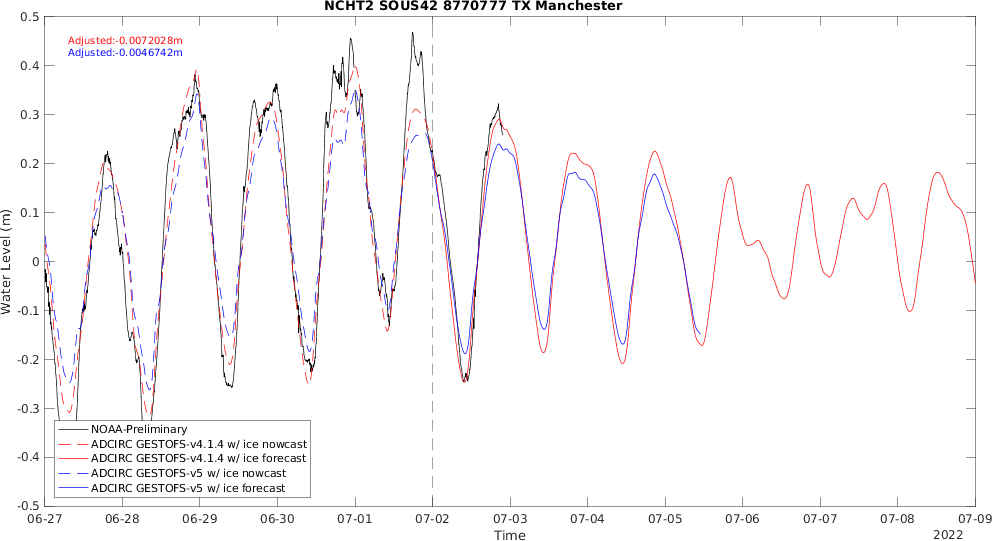 NCHT2 SOUS42 8770777 TX Manchester
Adjusted:-0.0072028m
Adjusted:-0.0046742m
Water Level (m)
0.5
0.4
0.3
0.2
0.1
0
-0.1
-0.2
-0.3
-0.4
-0.5
NOAA-Preliminary
ADCIRC GESTOFS-v4.1.4 w/ ice nowcast
ADCIRC GESTOFS-v4.1.4 w/ ice forecast
ADCIRC GESTOFS-v5 w/ ice nowcast
ADCIRC GESTOFS-v5 w/ ice forecast
06-27 06-28 06-29 06-30 07-01 07-02 07-03 07-04 07-05 07-06 07-07 07-08 07-09
Time
2022